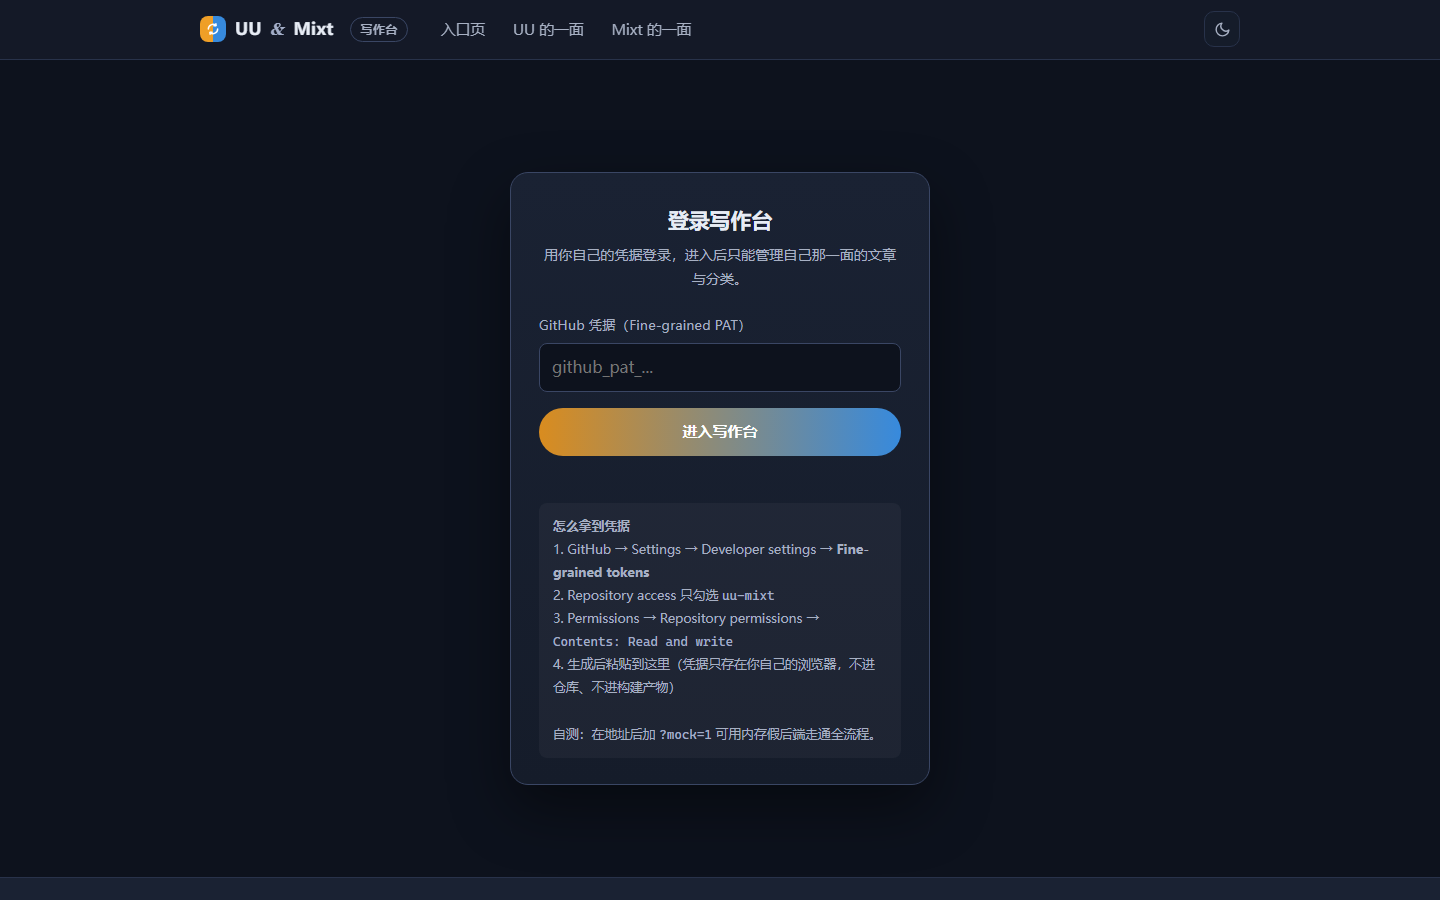 UU & Mixt 写作台 入口页 UU 的一面 Mixt 的一面
登录写作台
用你自己的凭据登录，进入后只能管理自己那一面的文章
与分类。
GitHub 凭据（Fine-grained PAT）
github_pat_...
进入写作台
怎么拿到凭据
1. GitHub → Settings → Developer settings → Fine-
grained tokens
2. Repository access 只勾选 uu-mixt
3. Permissions → Repository permissions →
Contents: Read and write
4. 生成后粘贴到这里（凭据只存在你自己的浏览器，不进
仓库、不进构建产物）
自测：在地址后加 ?mock=1 可用内存假后端走通全流程。